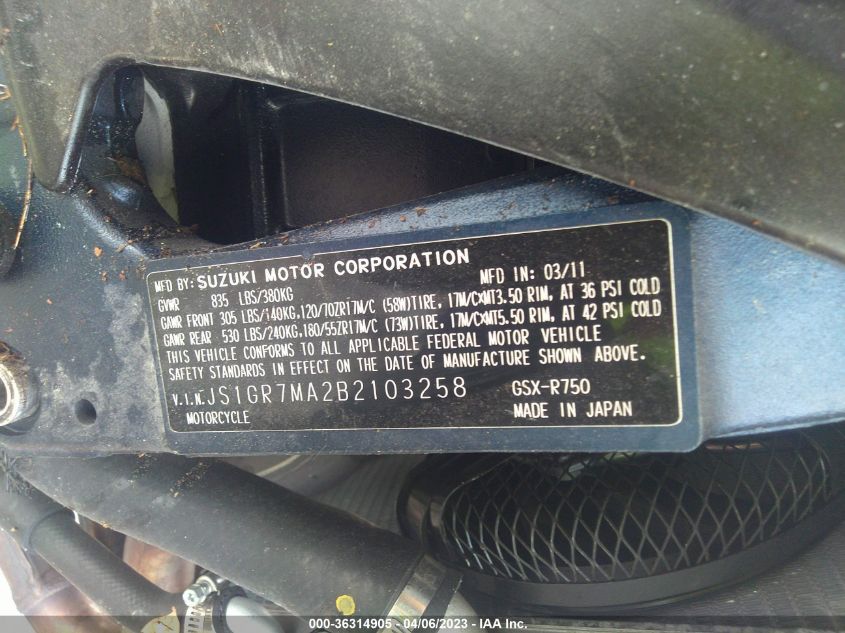 MFD BY: SUZUKI MOTOR CORPORATION MFD IN: 03/11
GVWR 835 LBS/380KG
GAWR FRONT 305 LBS/140KG,120/70ZR17M/C (58W)TIRE, 17M/CXMT3.50 RIM, AT 36 PSI COLD
GAWR REAR 530 LBS/240KG,180/55ZR17M/C (73W)TIRE, 17M/CXMT5.50 RIM, AT 42 PSI COLD
THIS VEHICLE CONFORMS TO ALL APPLICABLE FEDERAL MOTOR VEHICLE
SAFETY STANDARDS IN EFFECT ON THE DATE OF MANUFACTURE SHOWN ABOVE.
V.I.N. JS1GR7MA2B2103258 GSX-R750
MOTORCYCLE MADE IN JAPAN
000-36314905 - 04/06/2023 - IAA Inc.